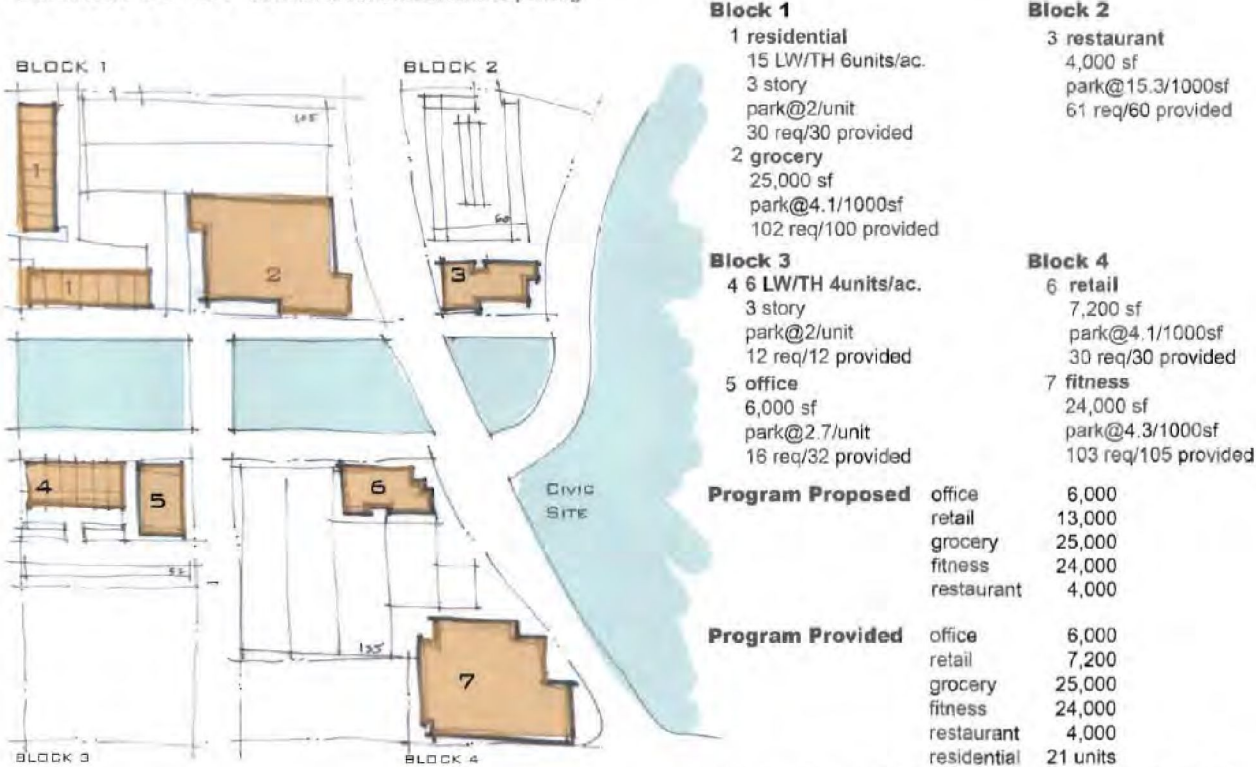 BLOCK 1
BLOCK 2
105
1
2
1
60
3
4
5
6
CIVIC
SITE
52
135
7
BLOCK 3
BLOCK 4
Block 1
1 residential
15 LW/TH 6units/ac.
3 story
park@2/unit
30 req/30 provided
2 grocery
25,000 sf
park@4.1/1000sf
102 req/100 provided
Block 2
3 restaurant
4,000 sf
park@15.3/1000sf
61 req/60 provided
Block 3
4 6 LW/TH 4units/ac.
3 story
park@2/unit
12 req/12 provided
5 office
6,000 sf
park@2.7/unit
16 req/32 provided
Block 4
6 retail
7,200 sf
park@4.1/1000sf
30 req/30 provided
7 fitness
24,000 sf
park@4.3/1000sf
103 req/105 provided
Program Proposed office 6,000
retail 13,000
grocery 25,000
fitness 24,000
restaurant 4,000
Program Provided office 6,000
retail 7,200
grocery 25,000
fitness 24,000
restaurant 4,000
residential 21 units